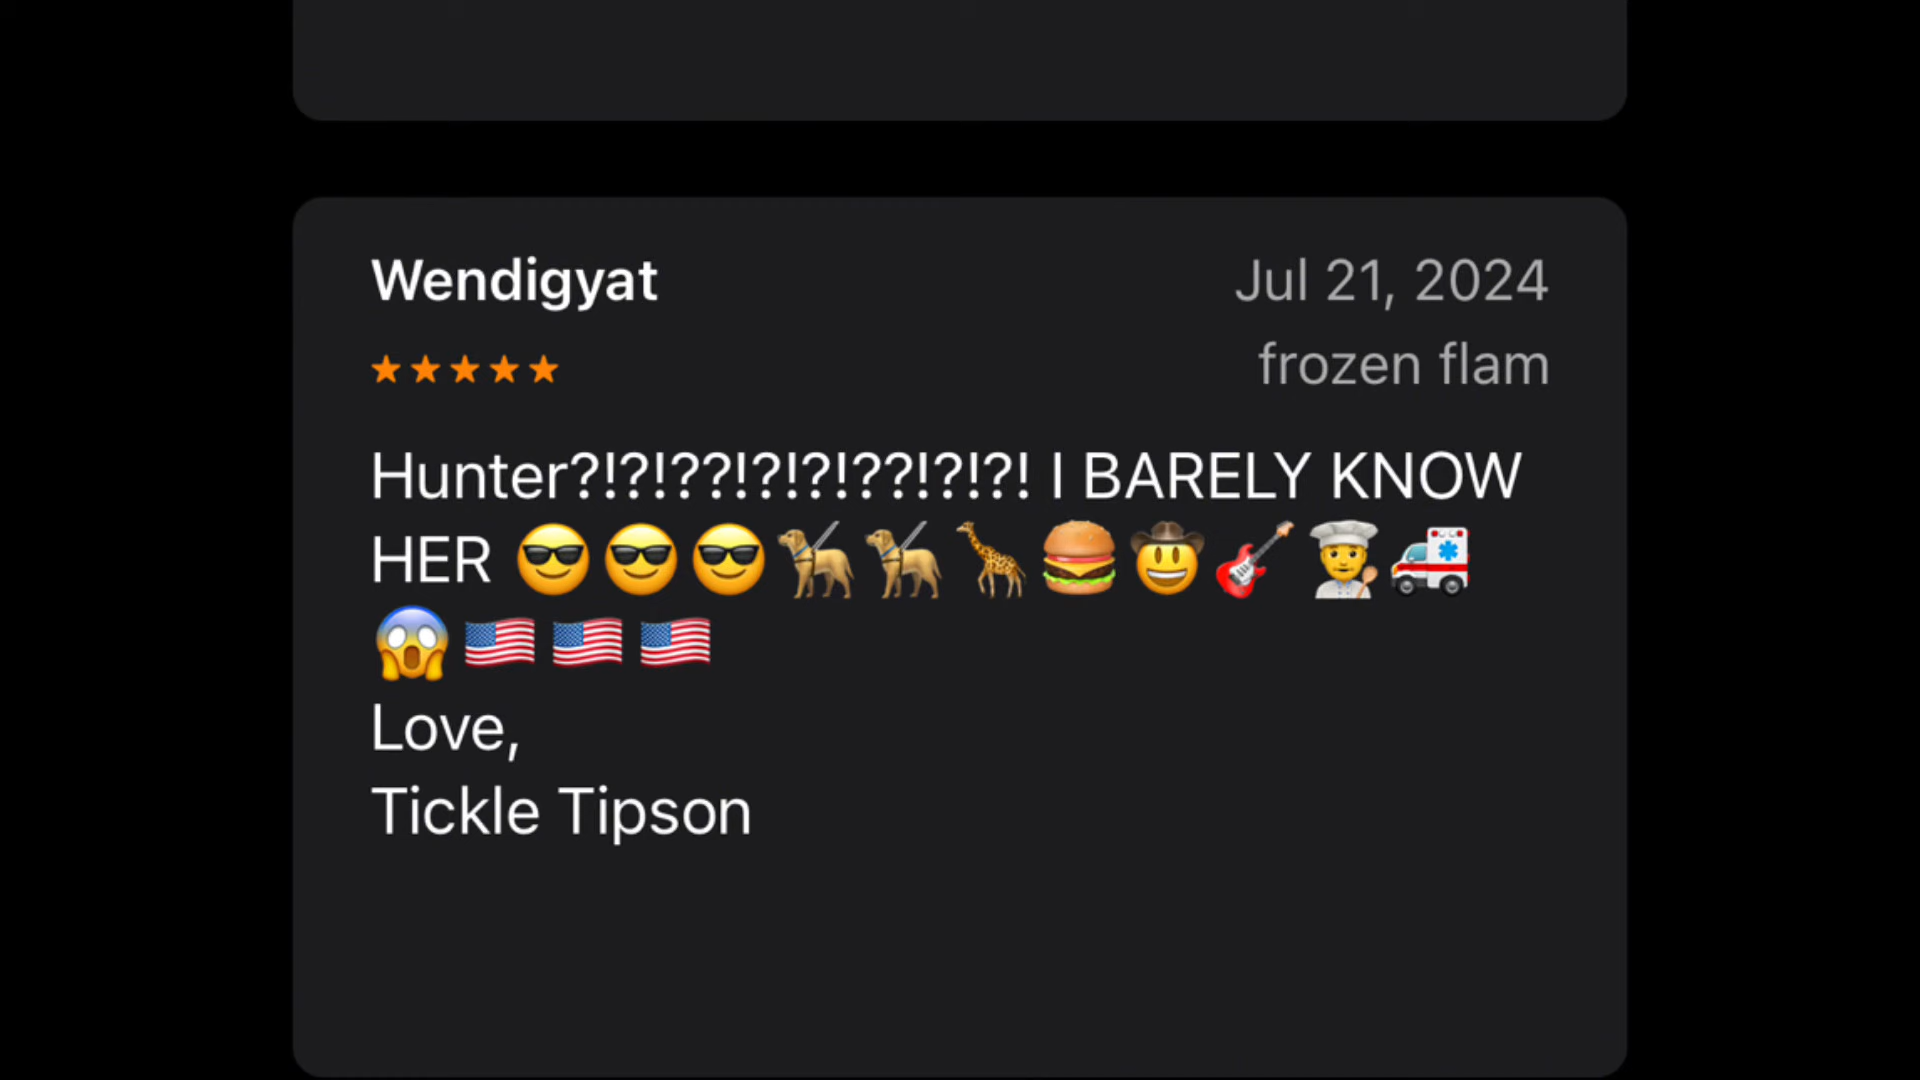 Wendigyat
Jul 21, 2024
★★★★★
frozen flam
Hunter?!?!??!?!?!??!?!?! I BARELY KNOW
HER 😎😎😎🦮🦮🦒🍔🤠🎸👨‍🍳🚑
😱🇺🇸🇺🇸🇺🇸
Love,
Tickle Tipson